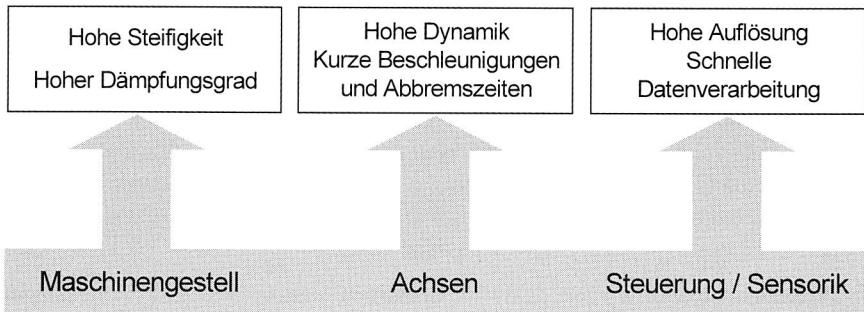 Hohe Steifigkeit
Hoher Dämpfungsgrad
Hohe Dynamik
Kurze Beschleunigungen
und Abbremszeiten
Hohe Auflösung
Schnelle
Datenverarbeitung
Maschinengestell
Achsen
Steuerung / Sensorik